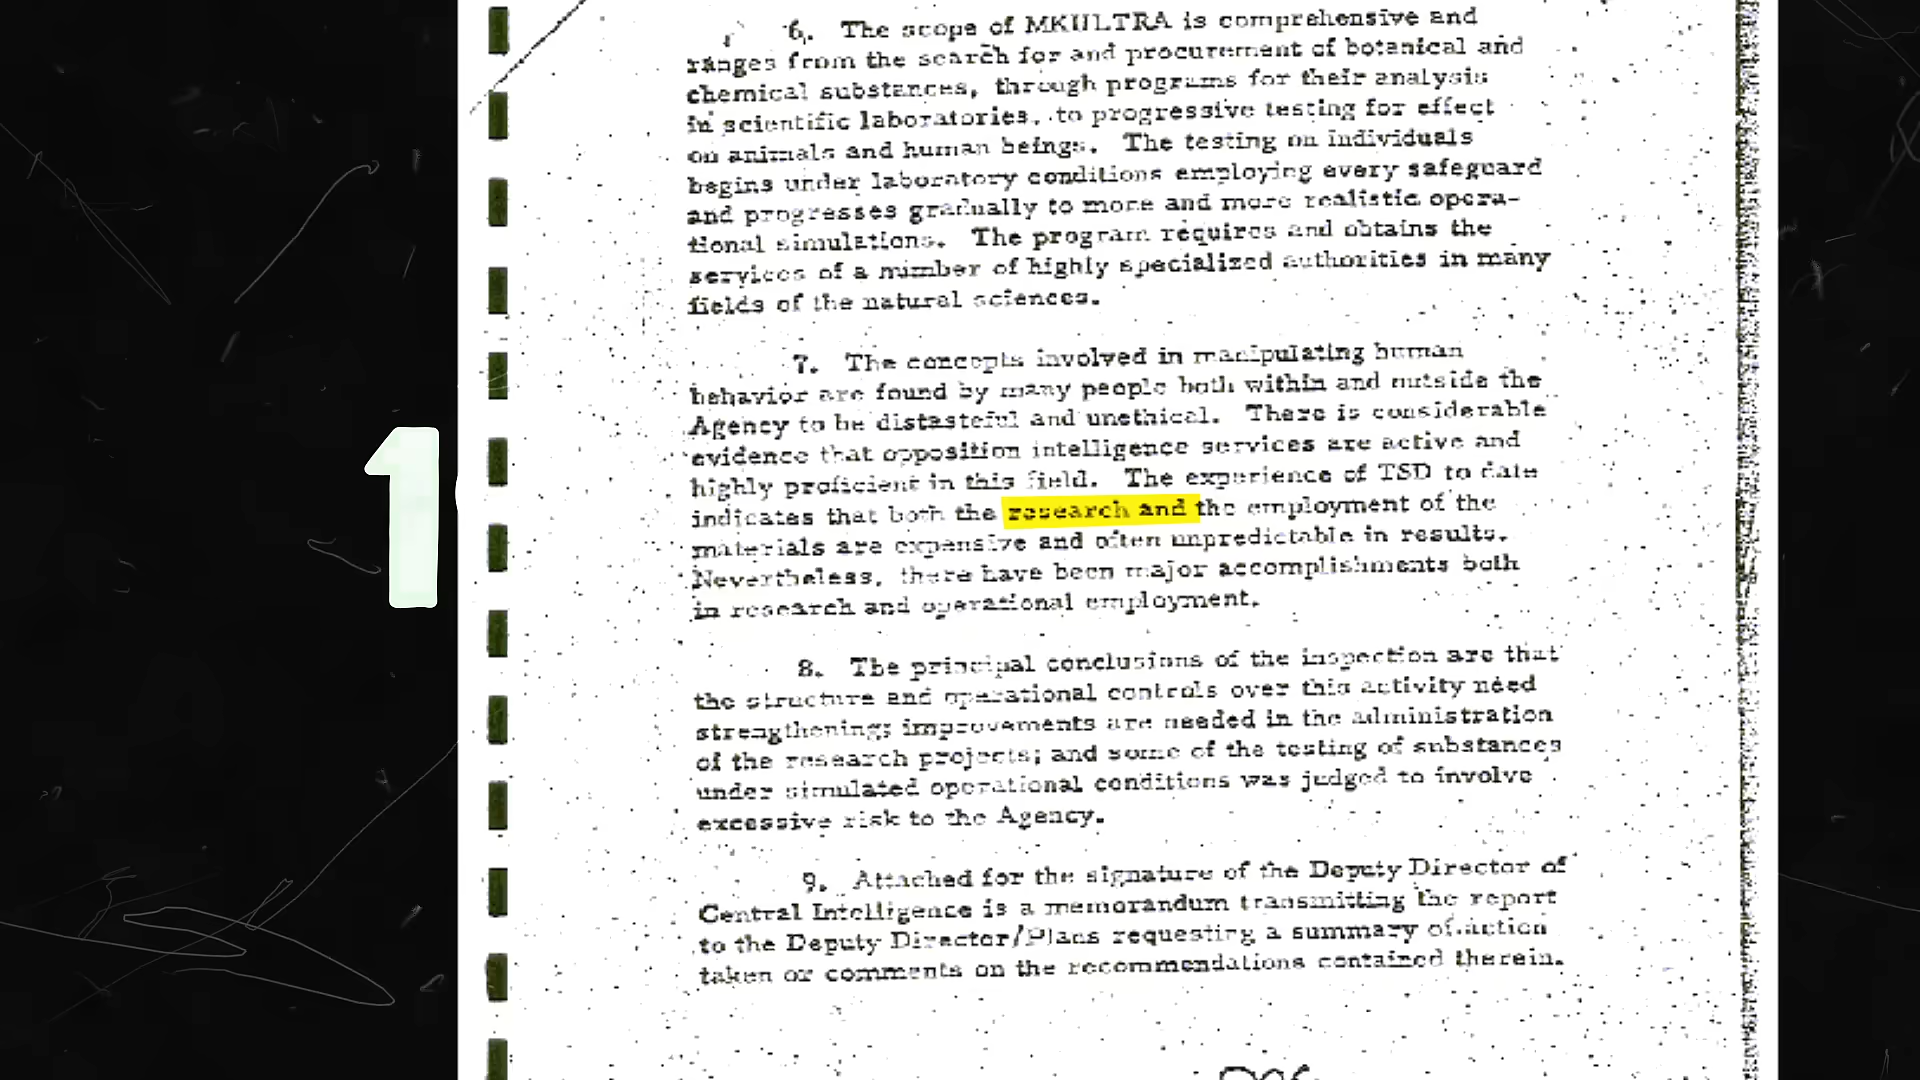 6. The scope of MKULTRA is comprehensive and
ranges from the search for and procurement of botanical and
chemical substances, through programs for their analysis
in scientific laboratories, to progressive testing for effect
on animals and human beings. The testing on individuals
begins under laboratory conditions employing every safeguard
and progresses gradually to more and more realistic opera-
tional simulations. The program requires and obtains the
services of a number of highly specialized authorities in many
fields of the natural sciences.
7. The concepts involved in manipulating human
behavior are found by many people both within and outside the
Agency to be distasteful and unethical. There is considerable
evidence that opposition intelligence services are active and
highly proficient in this field. The experience of TSD to date
indicates that both the research and the employment of the
materials are expensive and often unpredictable in results.
Nevertheless, there have been major accomplishments both
in research and operational employment.
8. The principal conclusions of the inspection are that
the structure and operational controls over this activity need
strengthening; improvements are needed in the administration
of the research projects; and some of the testing of substances
under simulated operational conditions was judged to involve
excessive risk to the Agency.
9. Attached for the signature of the Deputy Director of
Central Intelligence is a memorandum transmitting the report
to the Deputy Director/Plans requesting a summary of action
taken or comments on the recommendations contained therein.
1